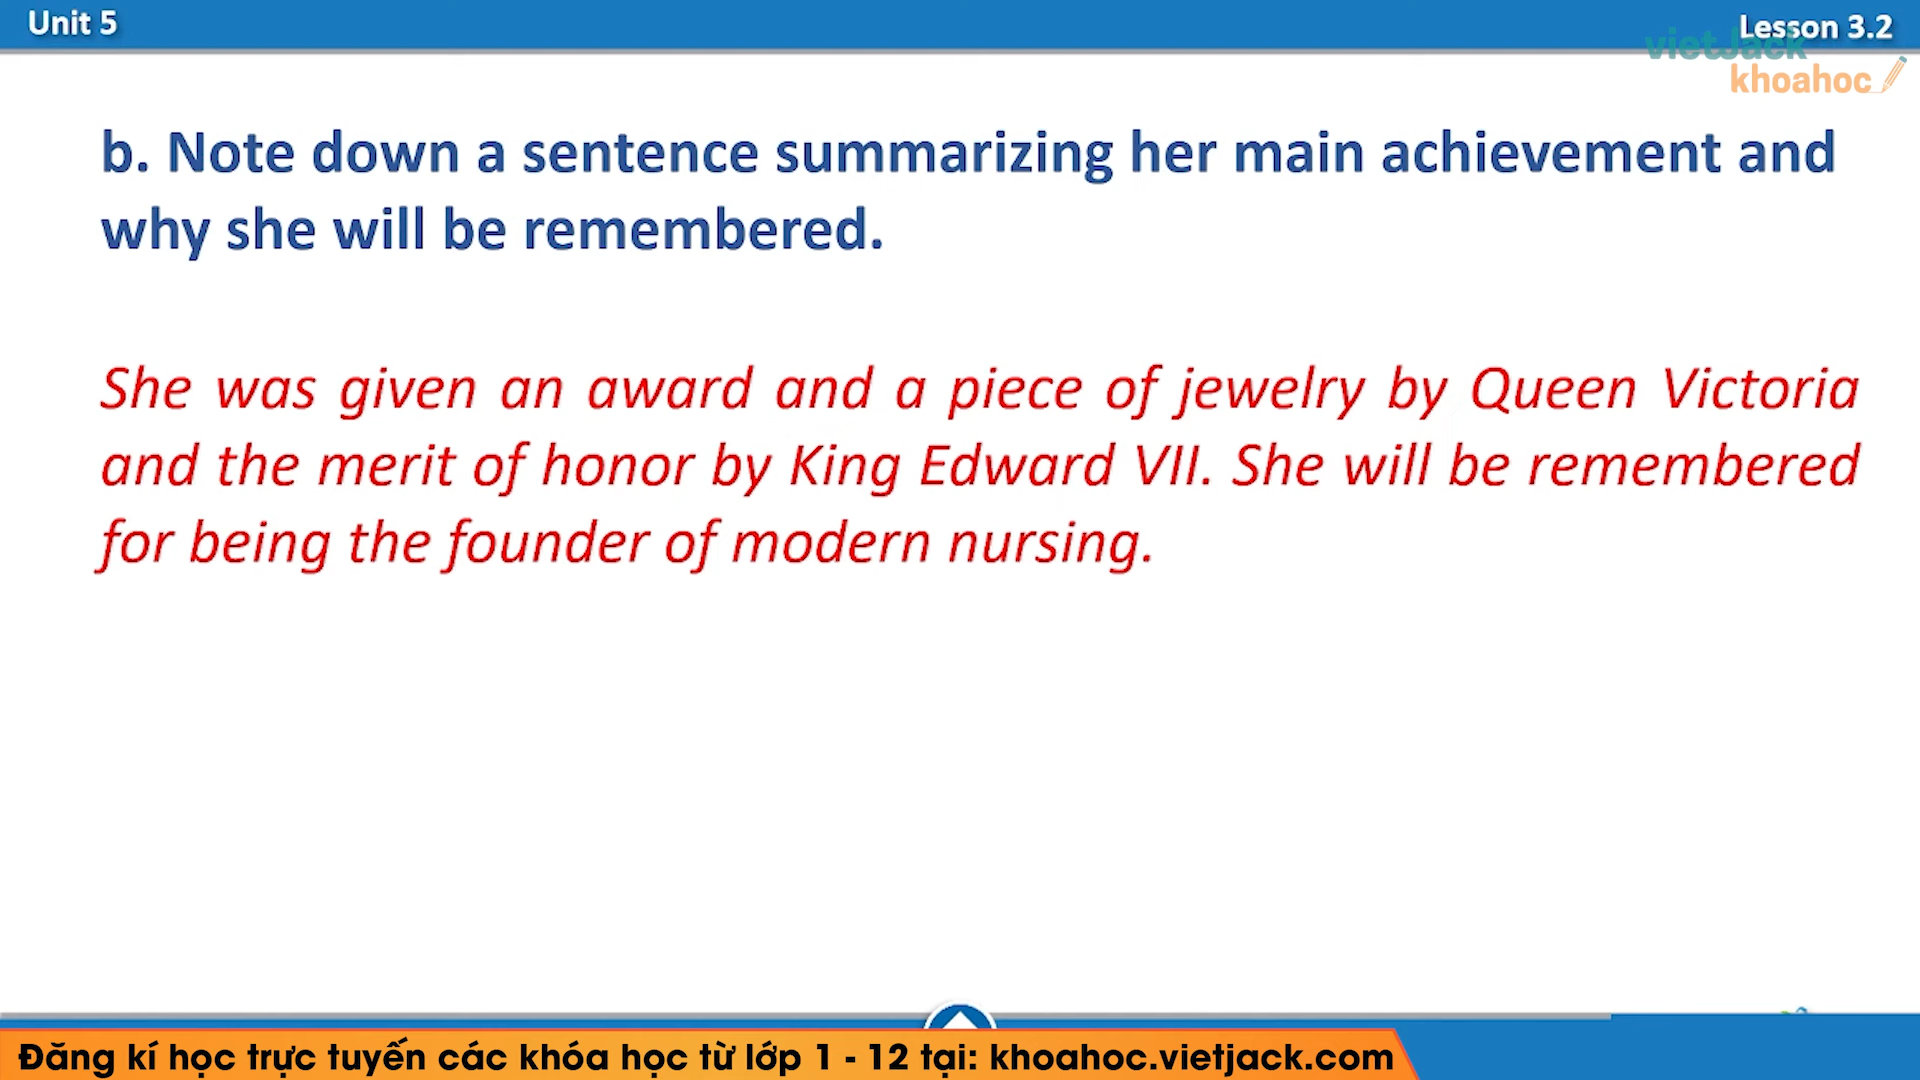 Unit 5
Lesson 3.2
vietJack
khoahoc
b. Note down a sentence summarizing her main achievement and
why she will be remembered.
She was given an award and a piece of jewelry by Queen Victoria
and the merit of honor by King Edward VII. She will be remembered
for being the founder of modern nursing.
Đăng kí học trực tuyến các khóa học từ lớp 1 - 12 tại: khoahoc.vietjack.com